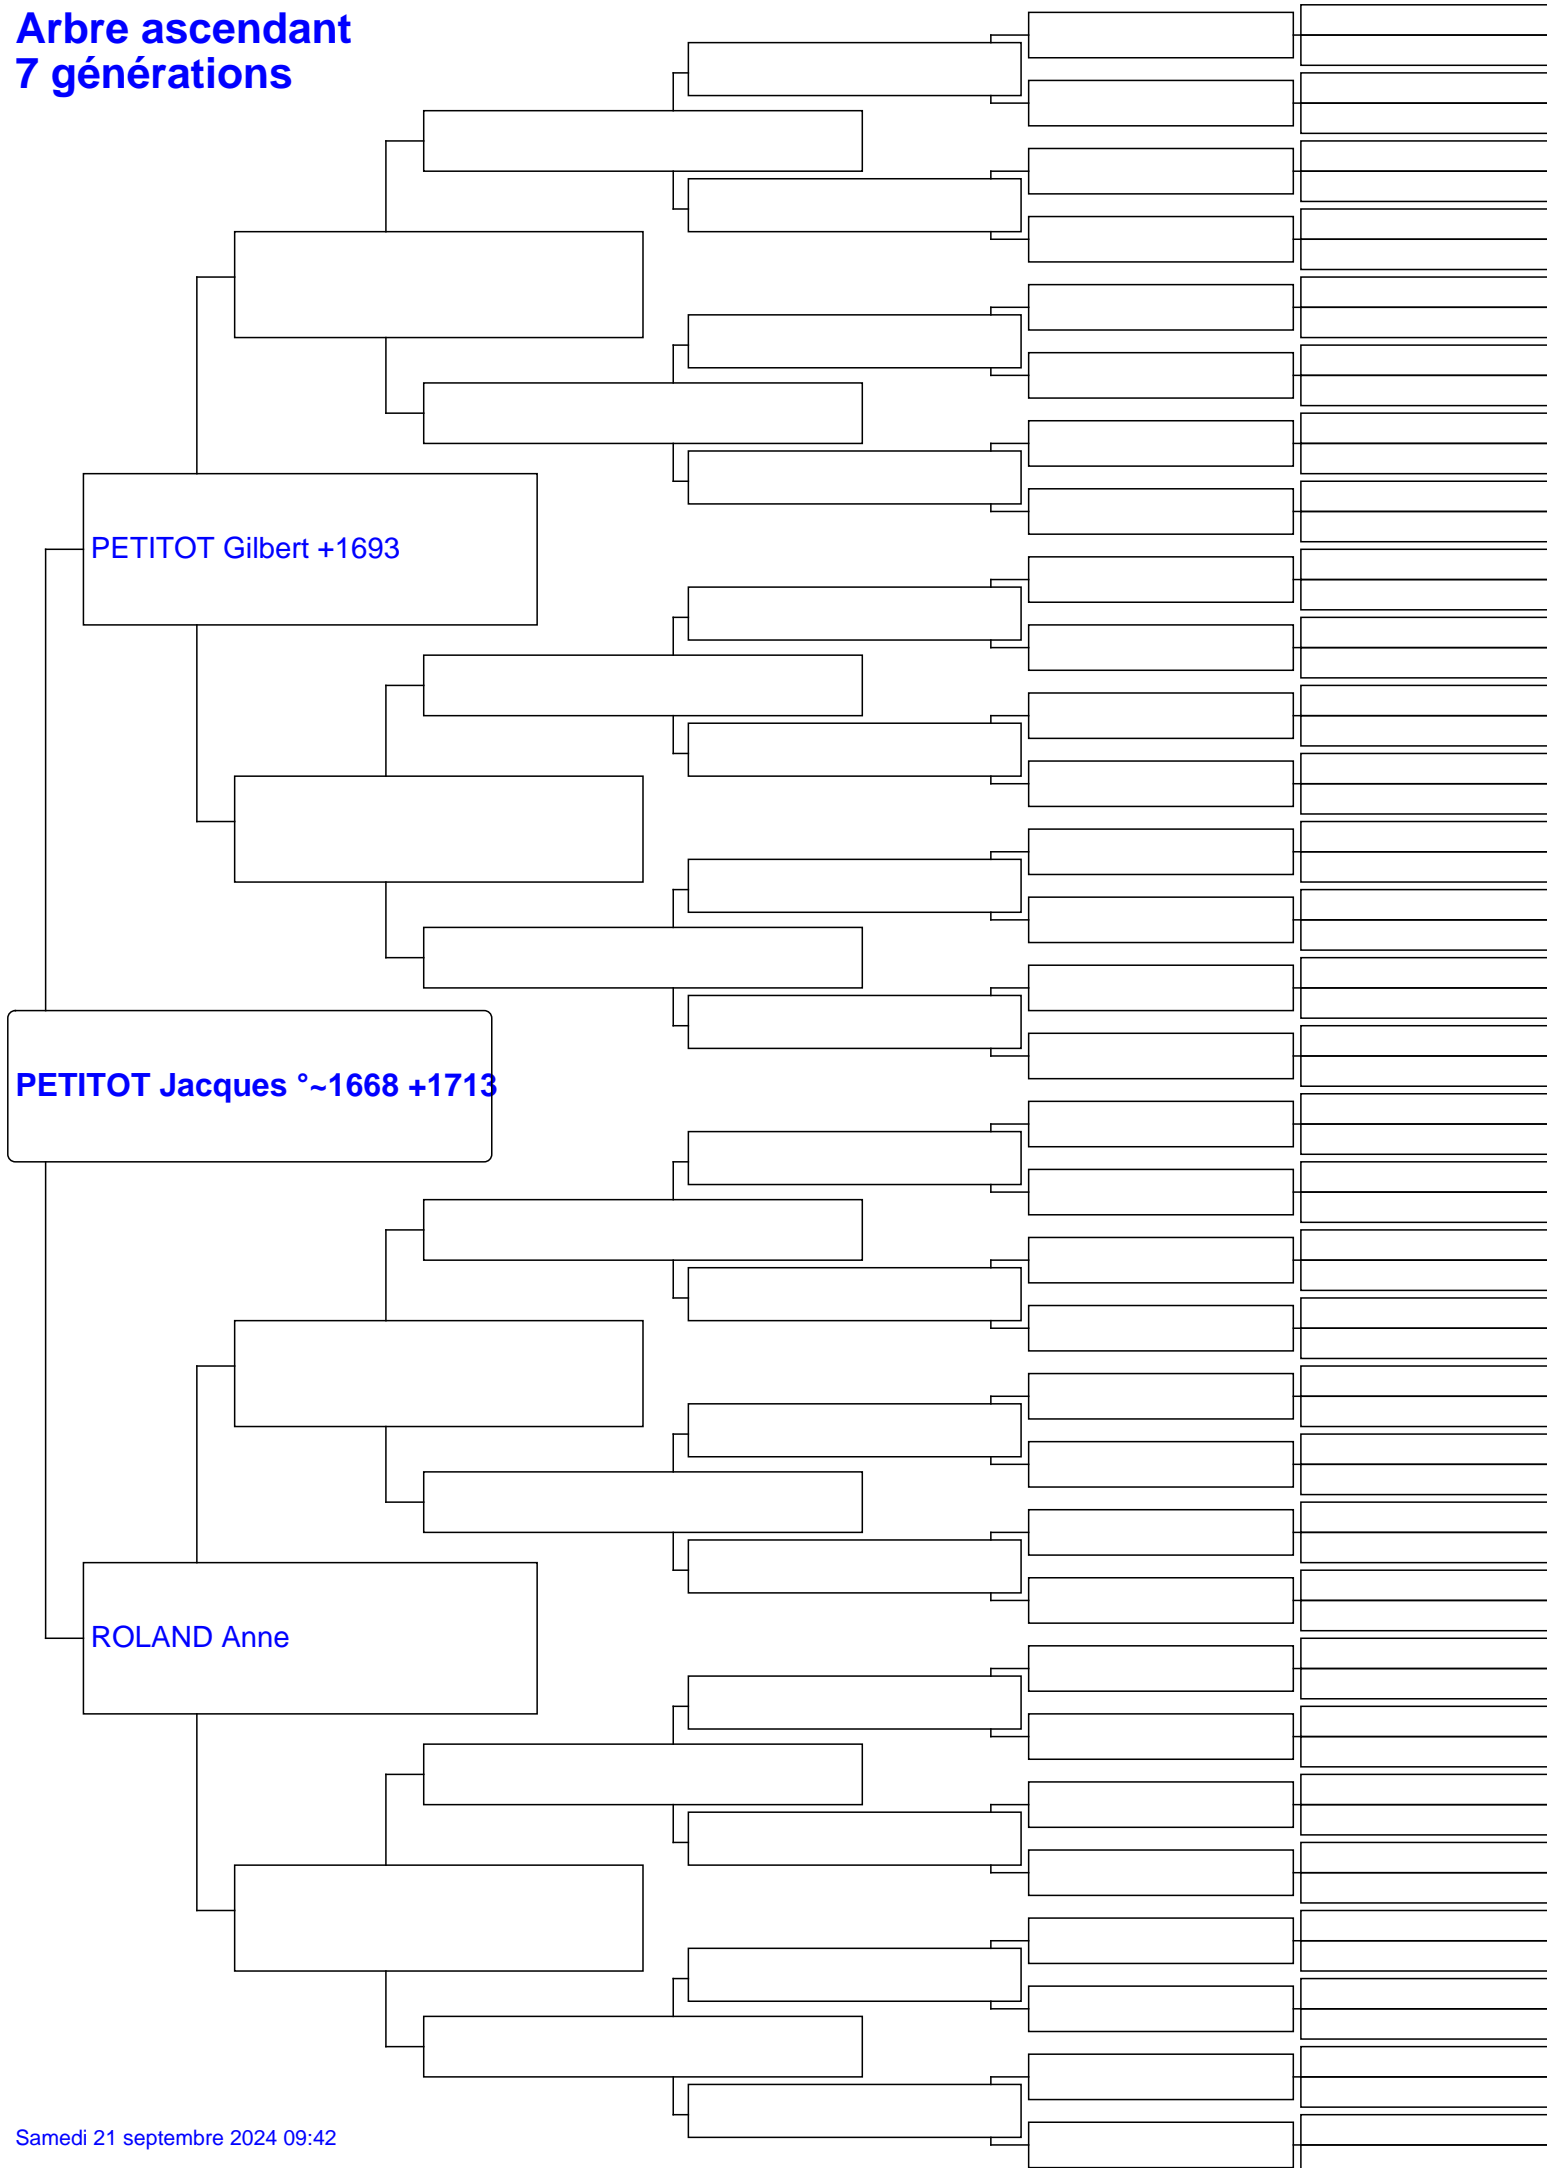 Arbre ascendant
7 générations
PETITOT Gilbert +1693
PETITOT Jacques °~1668 +1713
ROLAND Anne
Samedi 21 septembre 2024 09:42